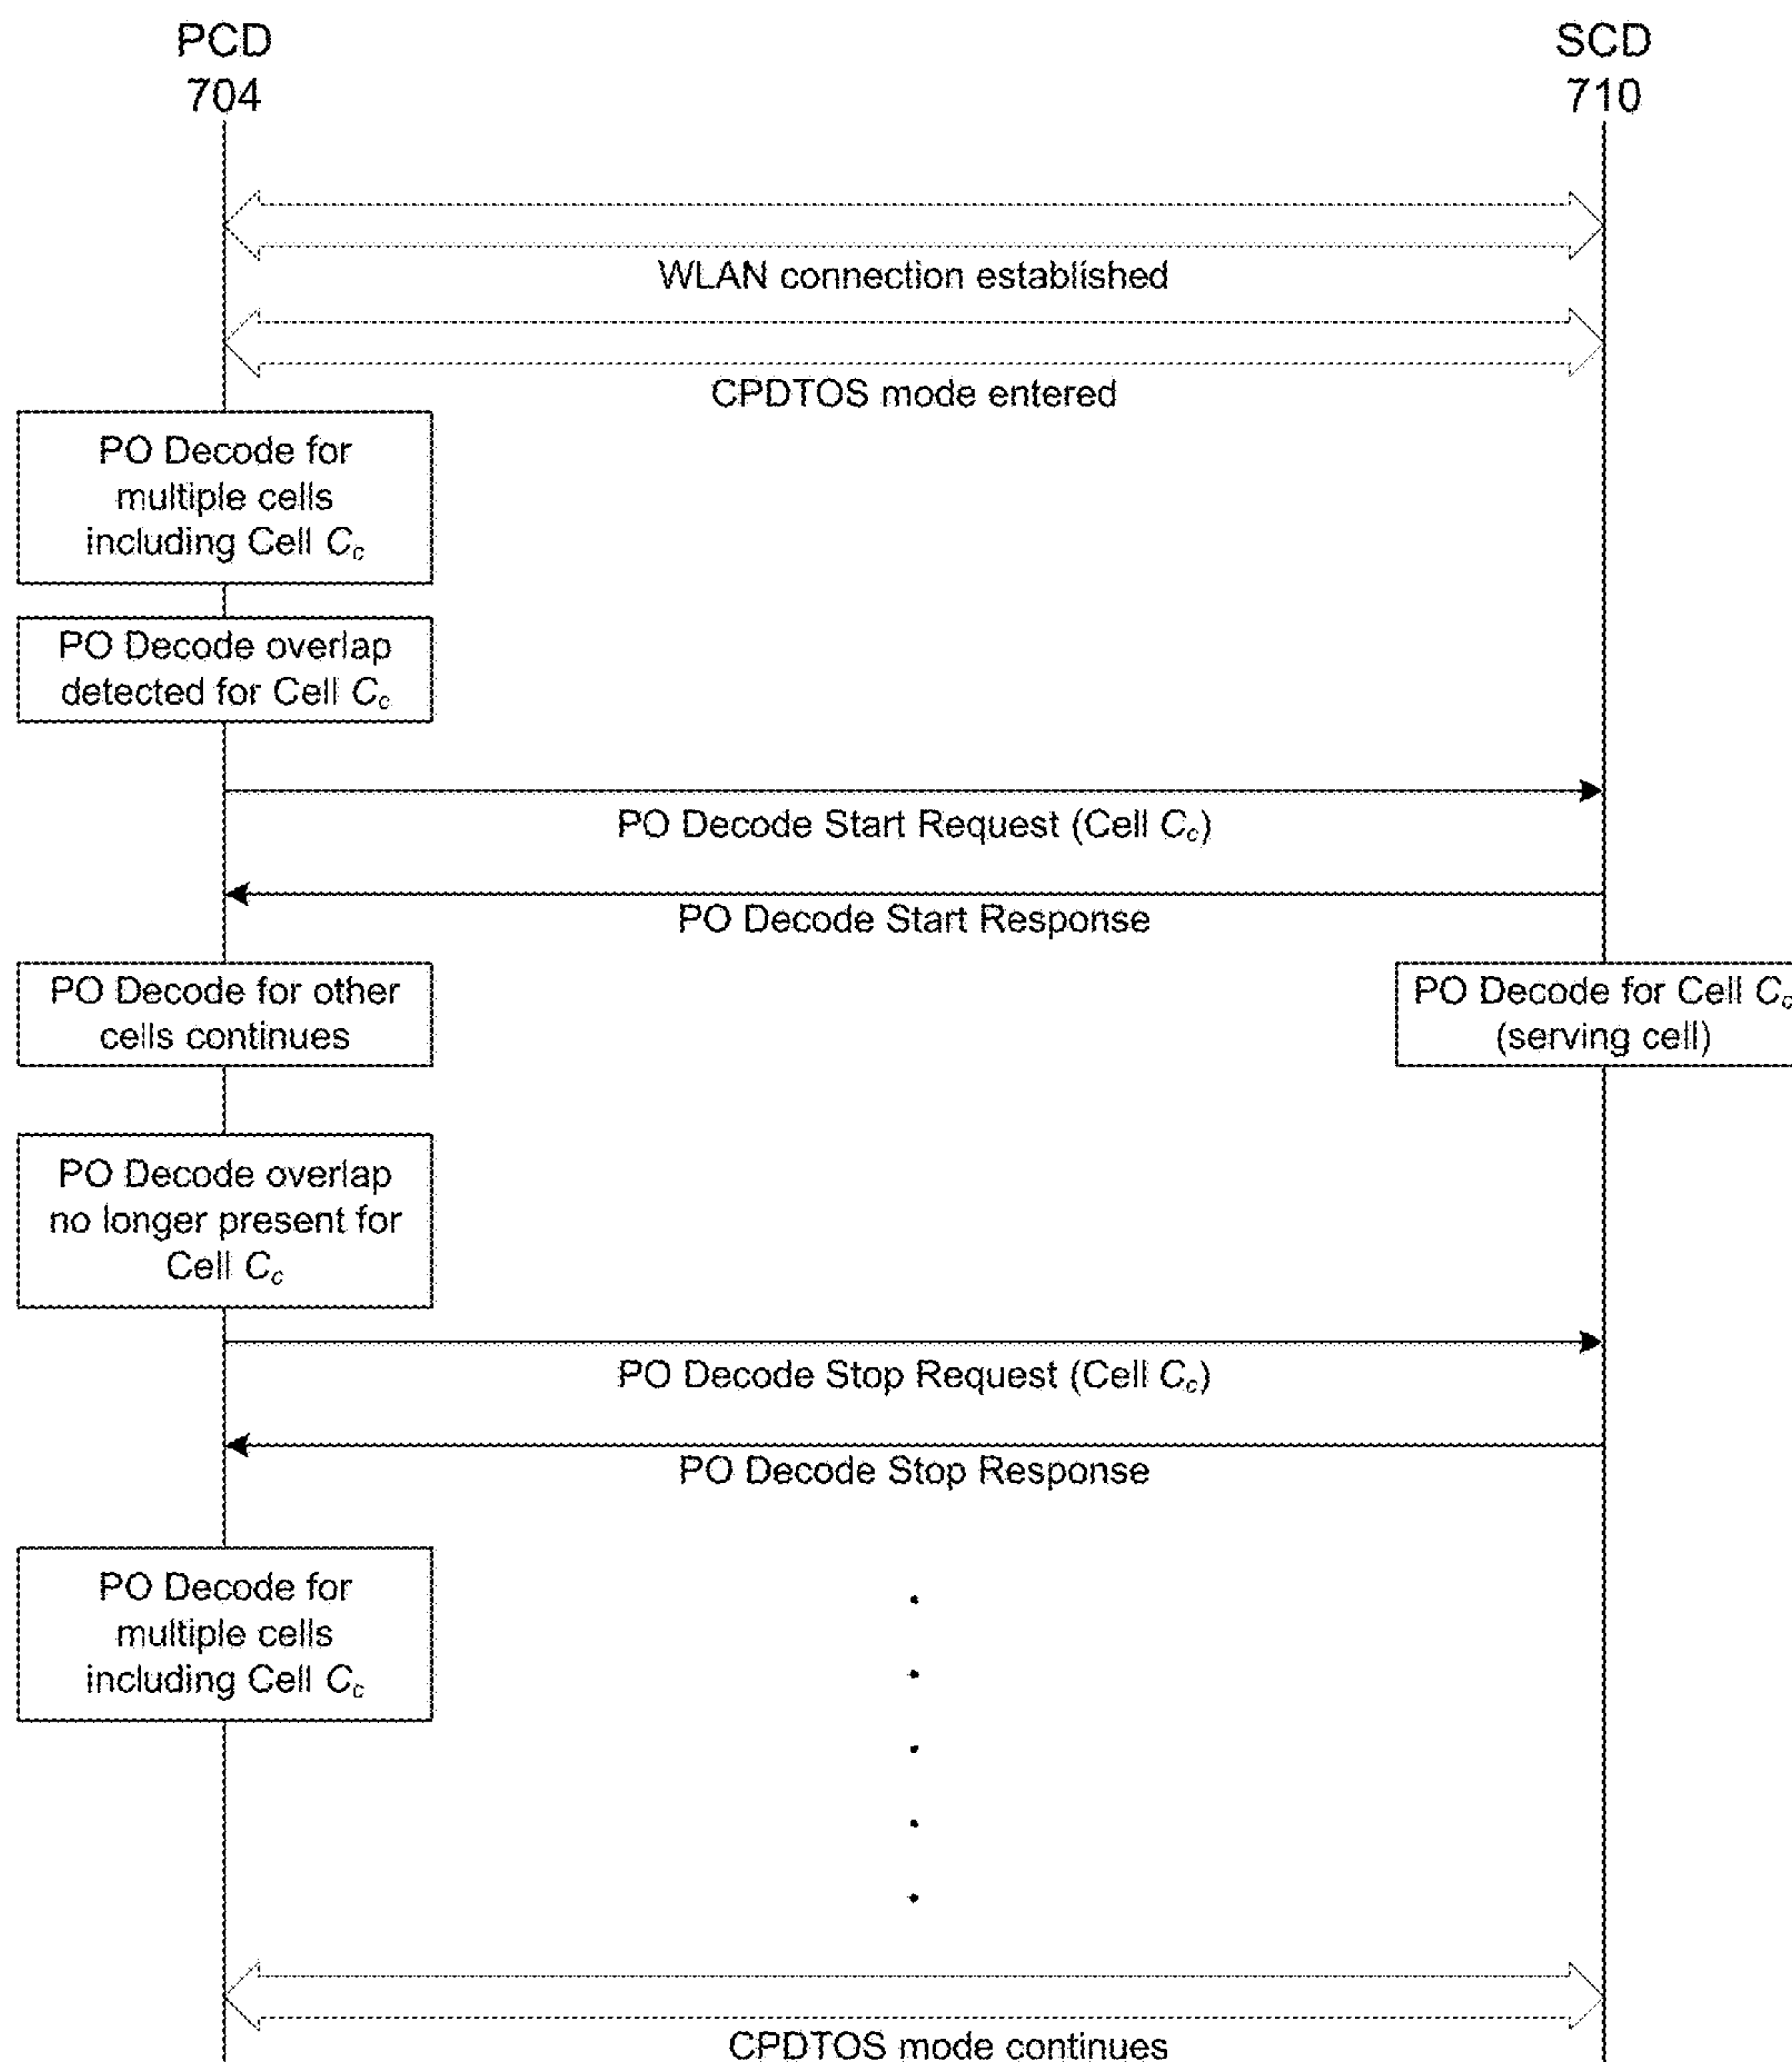 PCD
704
SCD
710
WLAN connection established
CPDTOS mode entered
PO Decode for
multiple cells
including Cell Cc
PO Decode overlap
detected for Cell Cc
PO Decode Start Request (Cell Cc)
PO Decode Start Response
PO Decode for other
cells continues
PO Decode for Cell Cc
(serving cell)
PO Decode overlap
no longer present for
Cell Cc
PO Decode Stop Request (Cell Cc)
PO Decode Stop Response
PO Decode for
multiple cells
including Cell Cc
CPDTOS mode continues